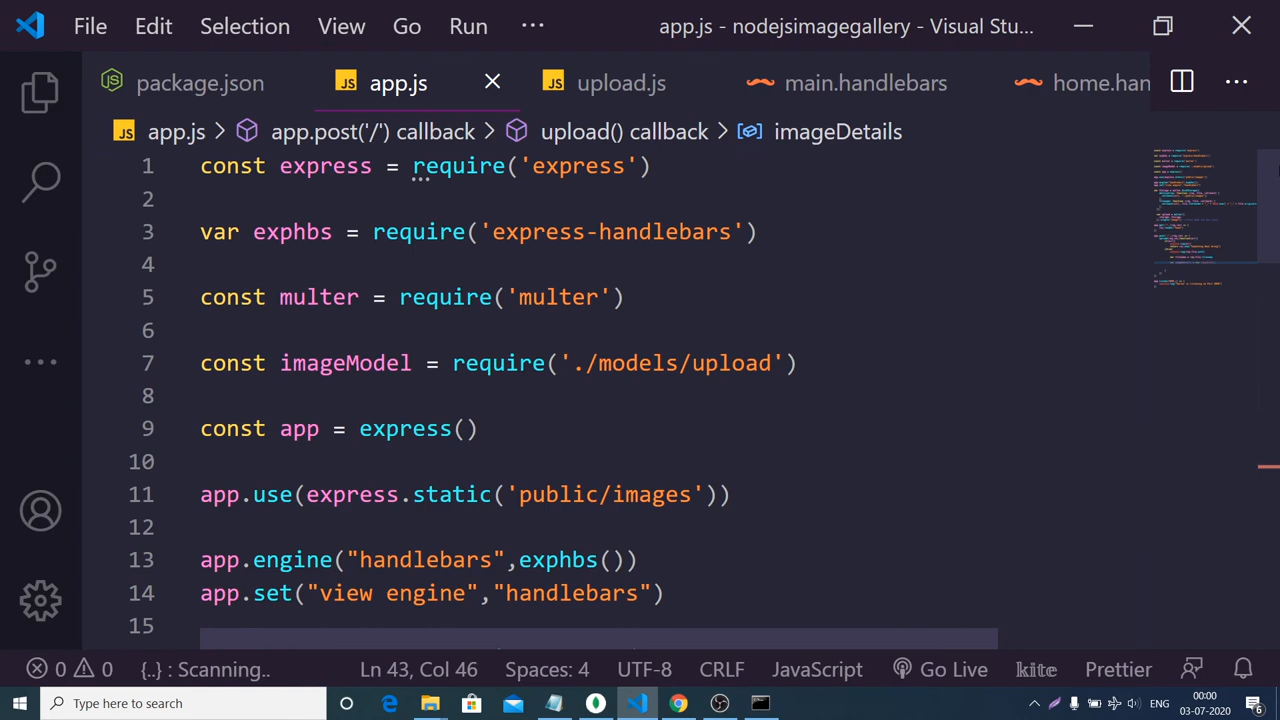 File Edit Selection View Go Run ··· app.js - nodejsimagegallery - Visual Stu...
package.json JS app.js JS upload.js main.handlebars home.han
JS app.js > app.post('/') callback > upload() callback > imageDetails
1 const express = require('express')
2
3 var exphbs = require('express-handlebars')
4
5 const multer = require('multer')
6
7 const imageModel = require('./models/upload')
8
9 const app = express()
10
11 app.use(express.static('public/images'))
12
13 app.engine("handlebars",exphbs())
14 app.set("view engine","handlebars")
15
0 0 {..} : Scanning.. Ln 43, Col 46 Spaces: 4 UTF-8 CRLF JavaScript Go Live kite Prettier
Type here to search ENG 00:00 03-07-2020 6